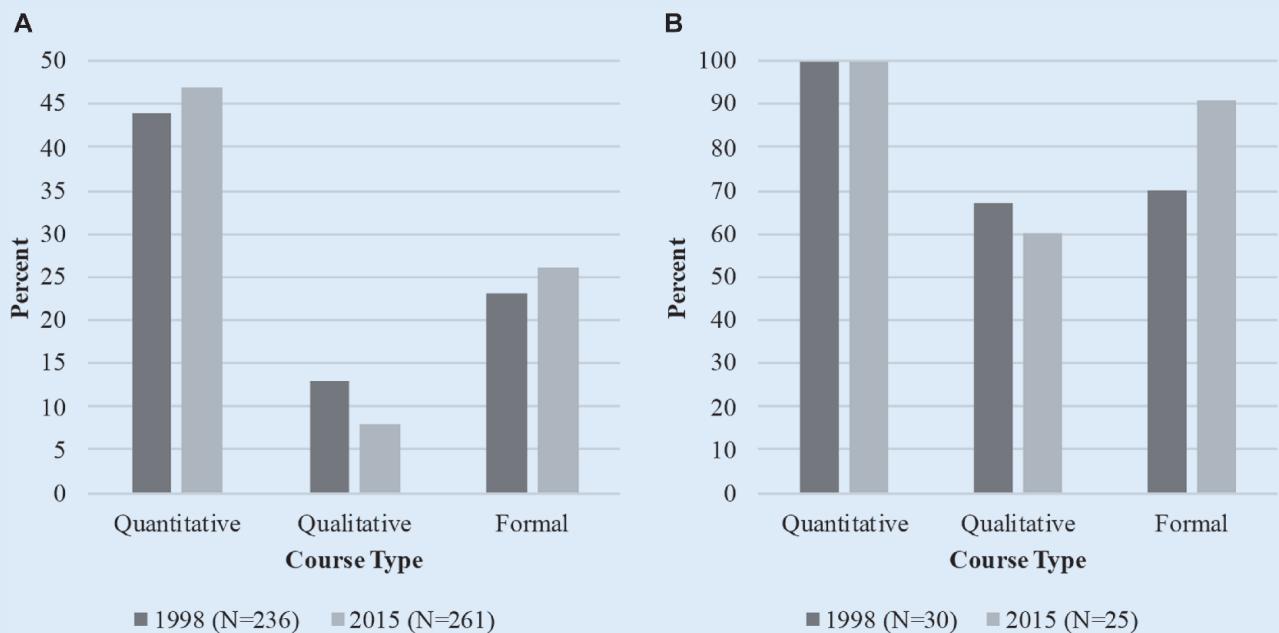 A
50
45
40
35
30
25
20
15
10
5
0
Percent
Quantitative Qualitative Formal
Course Type
1998 (N=236) 2015 (N=261)
B
100
90
80
70
60
50
40
30
20
10
0
Percent
Quantitative Qualitative Formal
Course Type
1998 (N=30) 2015 (N=25)